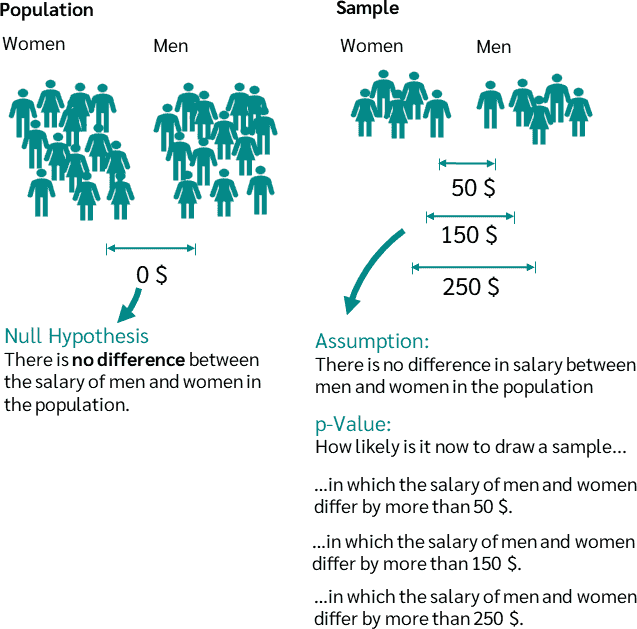 Population
Women
Men
0 $
Null Hypothesis
There is no difference between
the salary of men and women in
the population.
Sample
Women
Men
50 $
150 $
250 $
Assumption:
There is no difference in salary between
men and women in the population
p-Value:
How likely is it now to draw a sample...
...in which the salary of men and women
differ by more than 50 $.
...in which the salary of men and women
differ by more than 150 $.
...in which the salary of men and women
differ by more than 250 $.